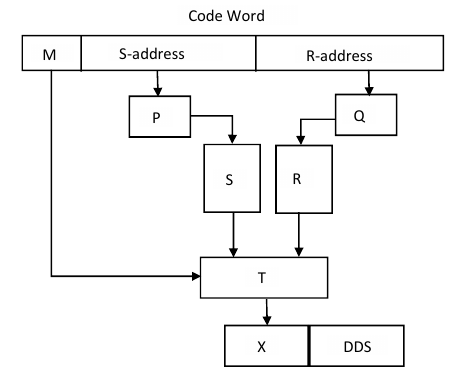 Code Word
M S-address R-address
P Q
S R
T
X DDS